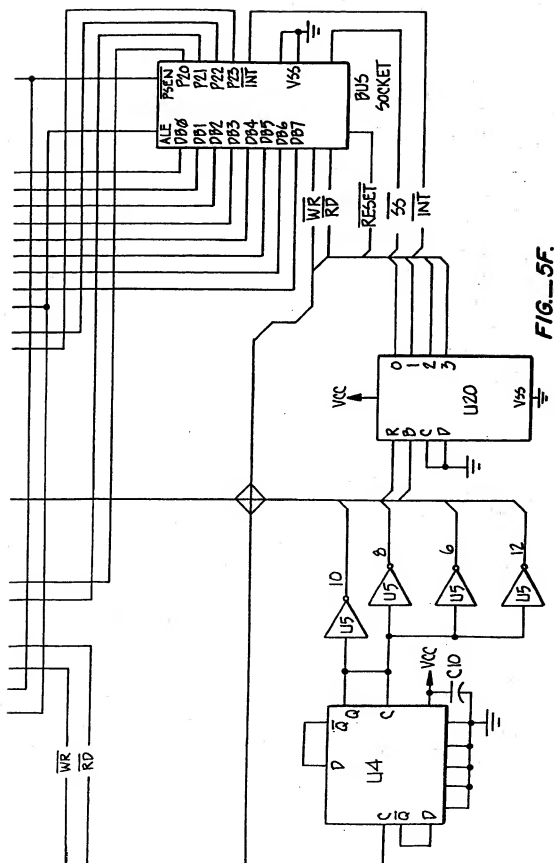 PSEN
P20
P21
P22
P23
INT
VSS
ALE
DBØ
DB1
DB2
DB3
DB4
DB5
DB6
DB7
BUS
SOCKET
WR
RD
RESET
SS
INT
VCC
R
B
C
D
U20
0
1
2
3
VSS
FIG._5F.
10
8
6
12
U5
U5
U5
U5
Q
Q
C
D
U4
VCC
C10
C
Q
D
WR
RD